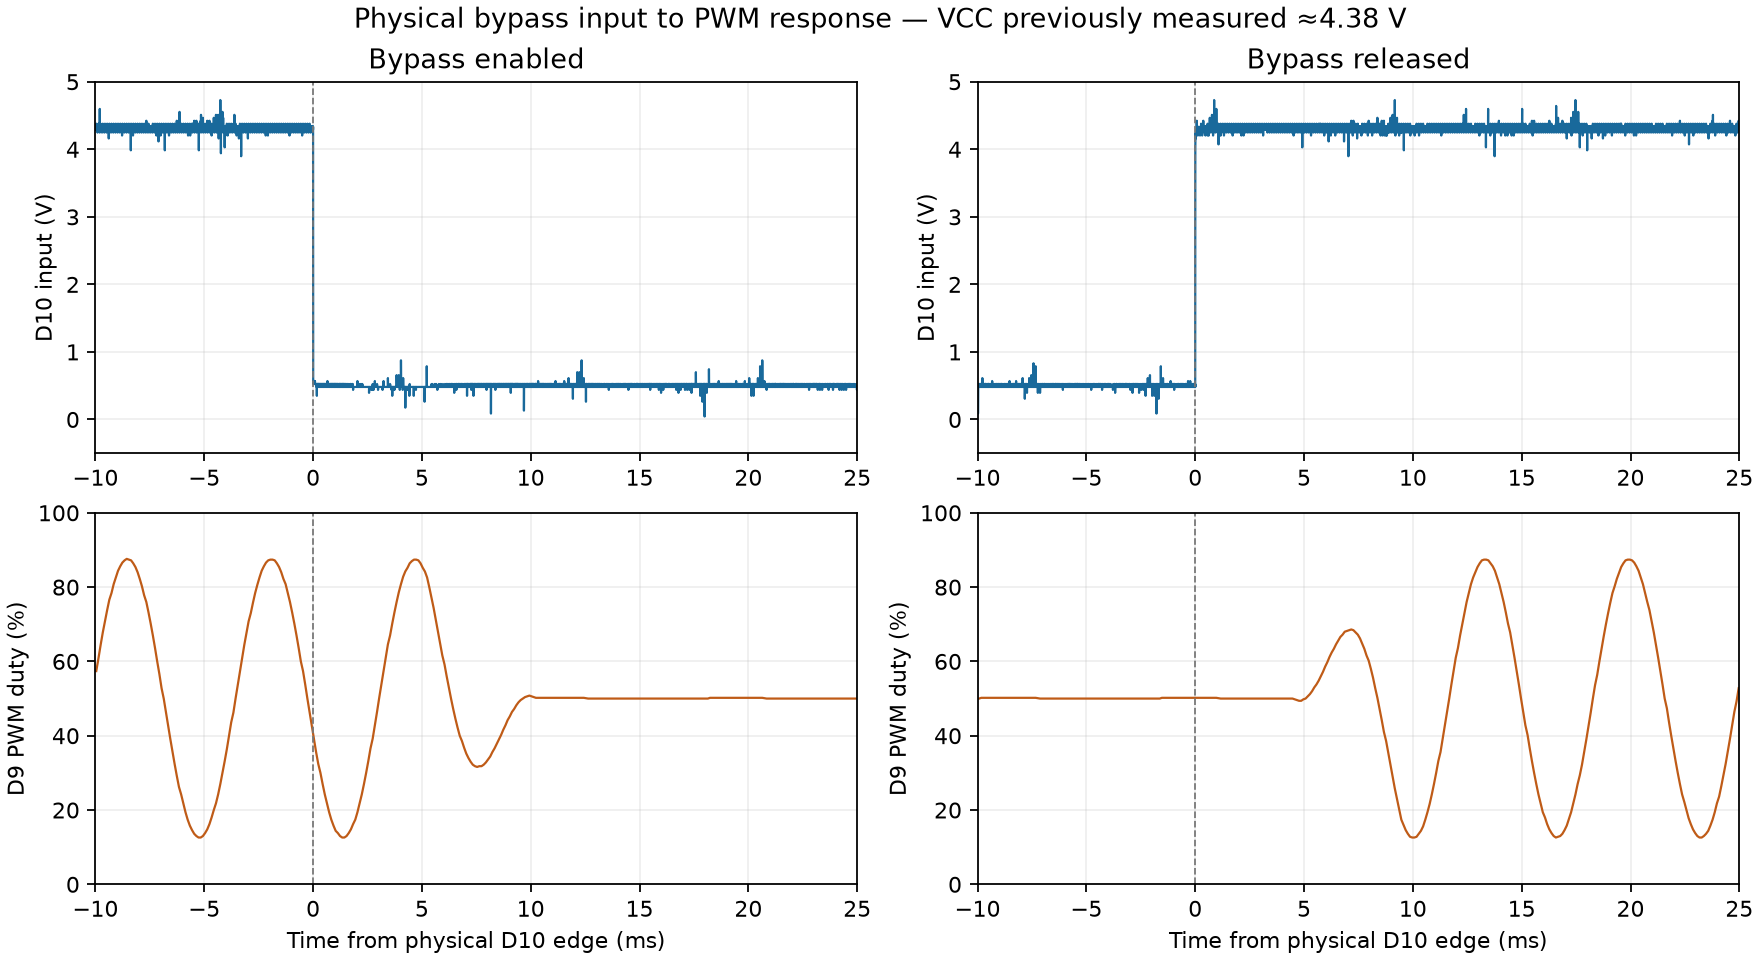 Physical bypass input to PWM response — VCC previously measured ≈4.38 V
Bypass enabled
D10 input (V)
5
4
3
2
1
0
−10 −5 0 5 10 15 20 25
Bypass released
D10 input (V)
5
4
3
2
1
0
−10 −5 0 5 10 15 20 25
D9 PWM duty (%)
100
80
60
40
20
0
−10 −5 0 5 10 15 20 25
Time from physical D10 edge (ms)
D9 PWM duty (%)
100
80
60
40
20
0
−10 −5 0 5 10 15 20 25
Time from physical D10 edge (ms)